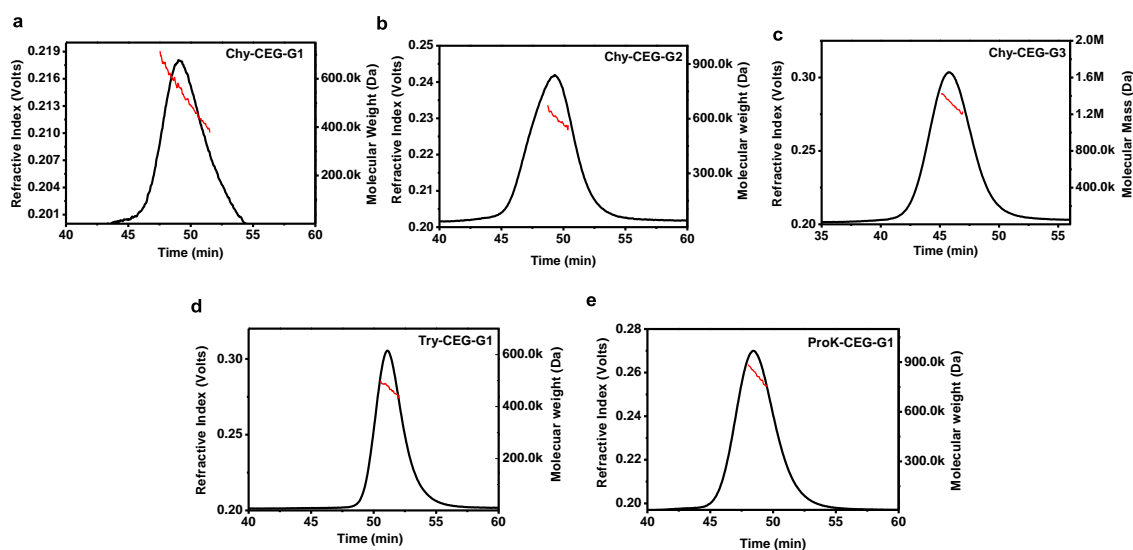 a
Chy-CEG-G1
0.219
0.216
0.213
0.210
0.207
0.204
0.201
Refractive Index (Volts)
600.0k
400.0k
200.0k
Molecular Weight (Da)
40 45 50 55 60
Time (min)
b
Chy-CEG-G2
0.25
0.24
0.23
0.22
0.21
0.20
Refractive Index (Volts)
900.0k
600.0k
300.0k
Molecular weight (Da)
40 45 50 55 60
Time (min)
c
Chy-CEG-G3
0.30
0.25
0.20
Refractive Index (Volts)
2.0M
1.6M
1.2M
800.0k
400.0k
Molecular Mass (Da)
35 40 45 50 55
Time (min)
d
Try-CEG-G1
0.30
0.25
0.20
Refractive Index (Volts)
600.0k
400.0k
200.0k
Molecuar weight (Da)
40 45 50 55 60
Time (min)
e
ProK-CEG-G1
0.28
0.26
0.24
0.22
0.20
Refractive Index (Volts)
900.0k
600.0k
300.0k
Molecular weight (Da)
40 45 50 55 60
Time (min)